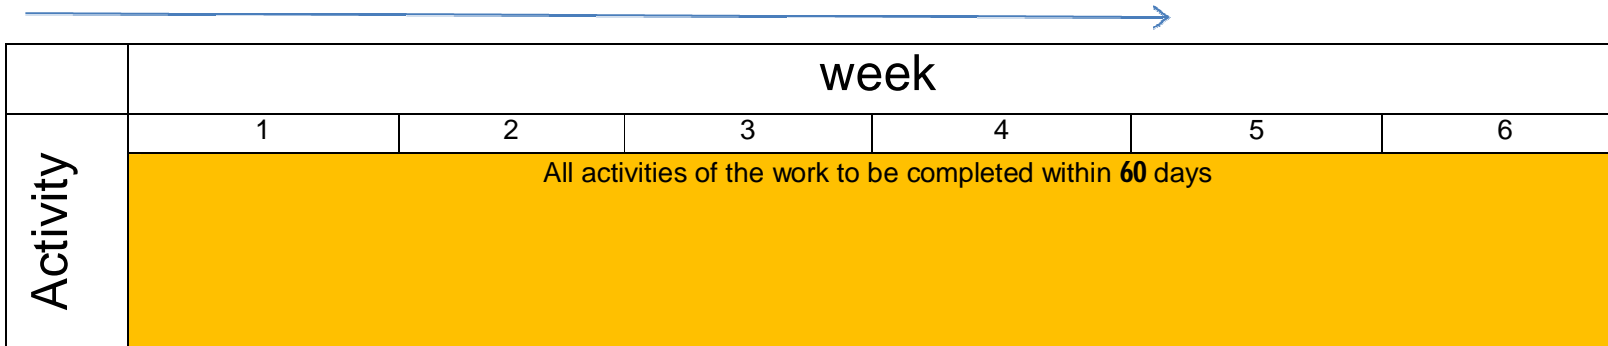 week
1 2 3 4 5 6
Activity
All activities of the work to be completed within 60 days